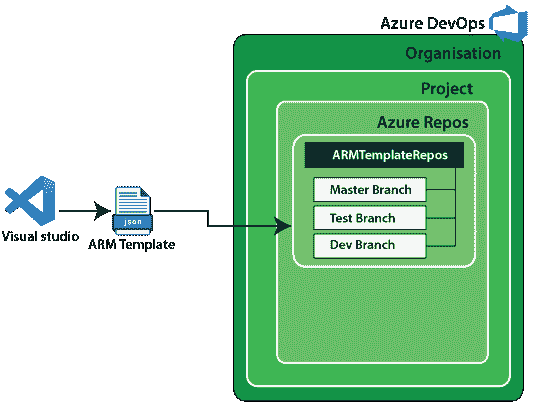 Azure DevOps
Organisation
Project
Azure Repos
ARMTemplateRepos
Master Branch
Test Branch
Dev Branch
Visual studio
json
ARM Template